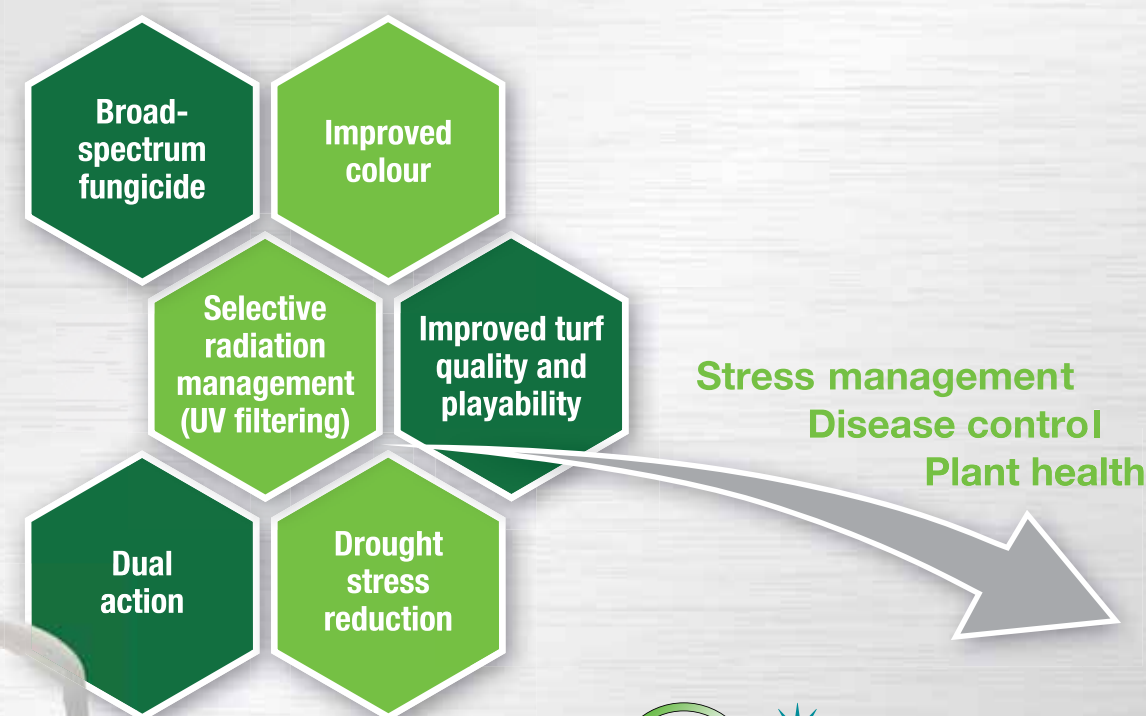 Broad-
spectrum
fungicide
Improved
colour
Selective
radiation
management
(UV filtering)
Improved turf
quality and
playability
Stress management
Disease control
Plant health
Dual
action
Drought
stress
reduction